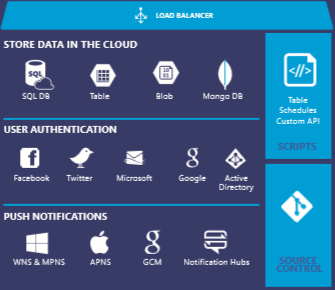 LOAD BALANCER
STORE DATA IN THE CLOUD
SQL
SQL DB
Table
Blob
Mongo DB
USER AUTHENTICATION
Facebook
Twitter
Microsoft
Google
Active
Directory
PUSH NOTIFICATIONS
WNS & MPNS
APNS
GCM
Notification Hubs
</>
Table
Schedules
Custom API
SCRIPTS
SOURCE
CONTROL